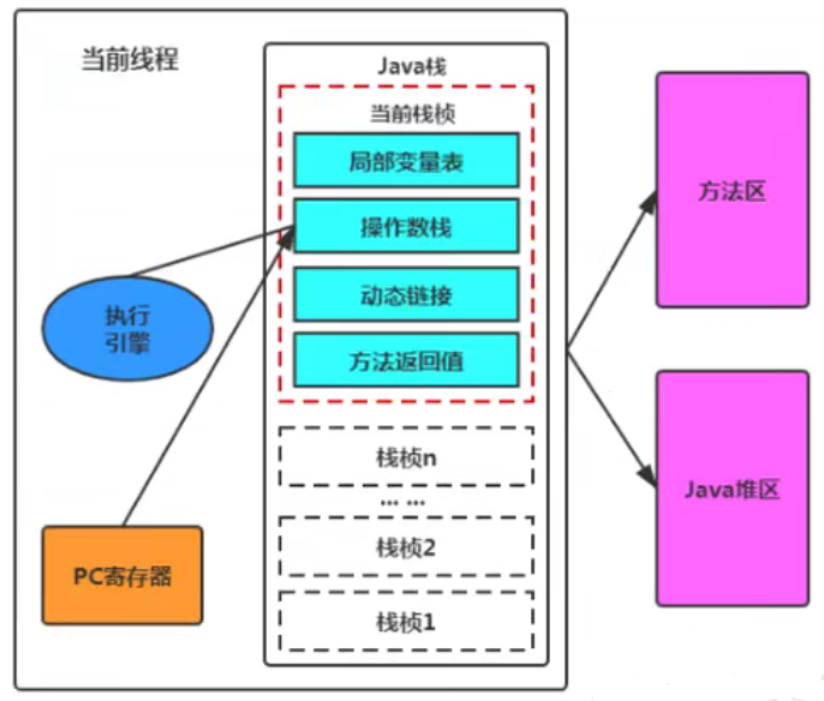 当前线程
Java栈
当前栈桢
局部变量表
操作数栈
动态链接
方法返回值
执行
引擎
PC寄存器
栈桢n
... ...
栈桢2
栈桢1
方法区
Java堆区